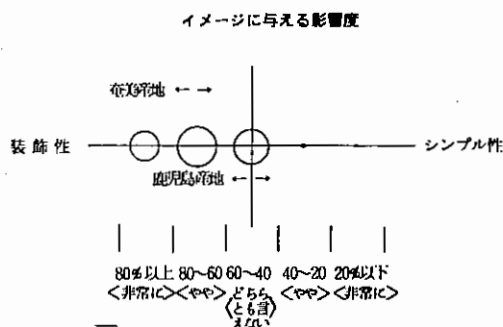 イメージに与える影響度
奄美産地 ←→
装飾性
シンプル性
鹿児島産地 ←→
80%以上 80〜60 60〜40 40〜20 20%以下
<非常に> <やや> <どちらとも言えない> <やや> <非常に>